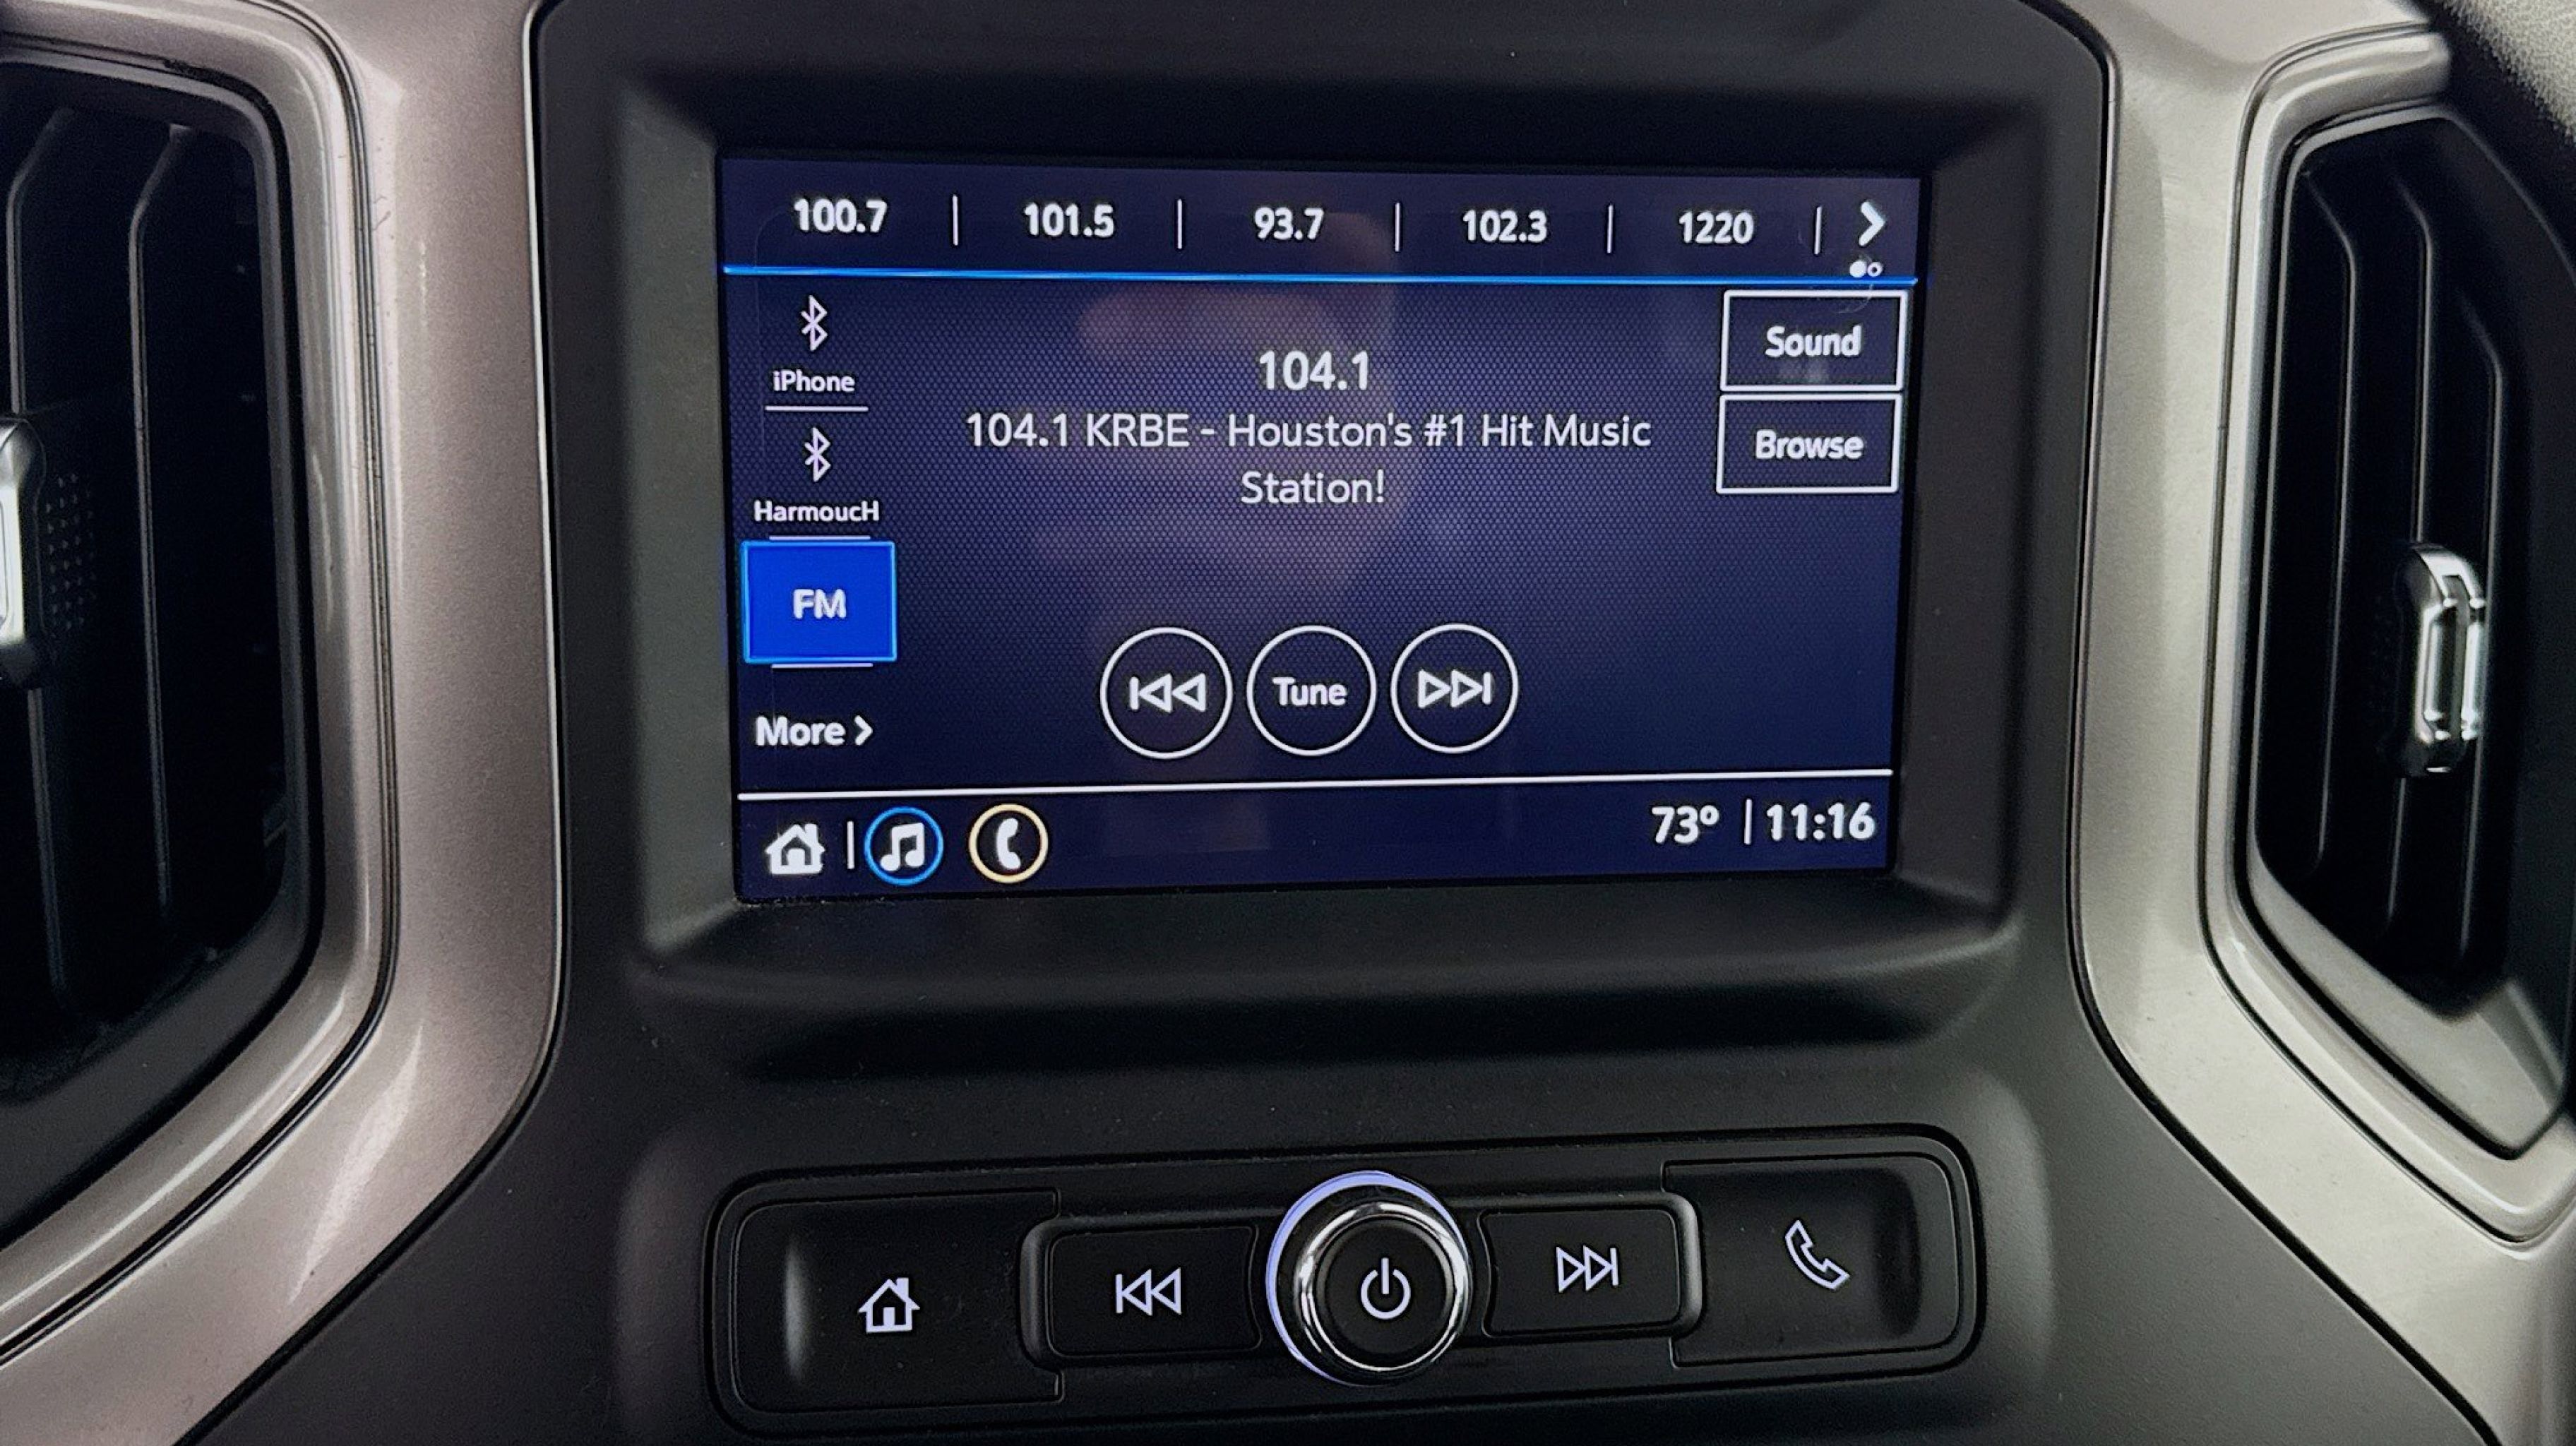 100.7 | 101.5 | 93.7 | 102.3 | 1220 |
iPhone
HarmoucH
FM
More >
104.1
104.1 KRBE - Houston's #1 Hit Music
Station!
Sound
Browse
Tune
73° | 11:16